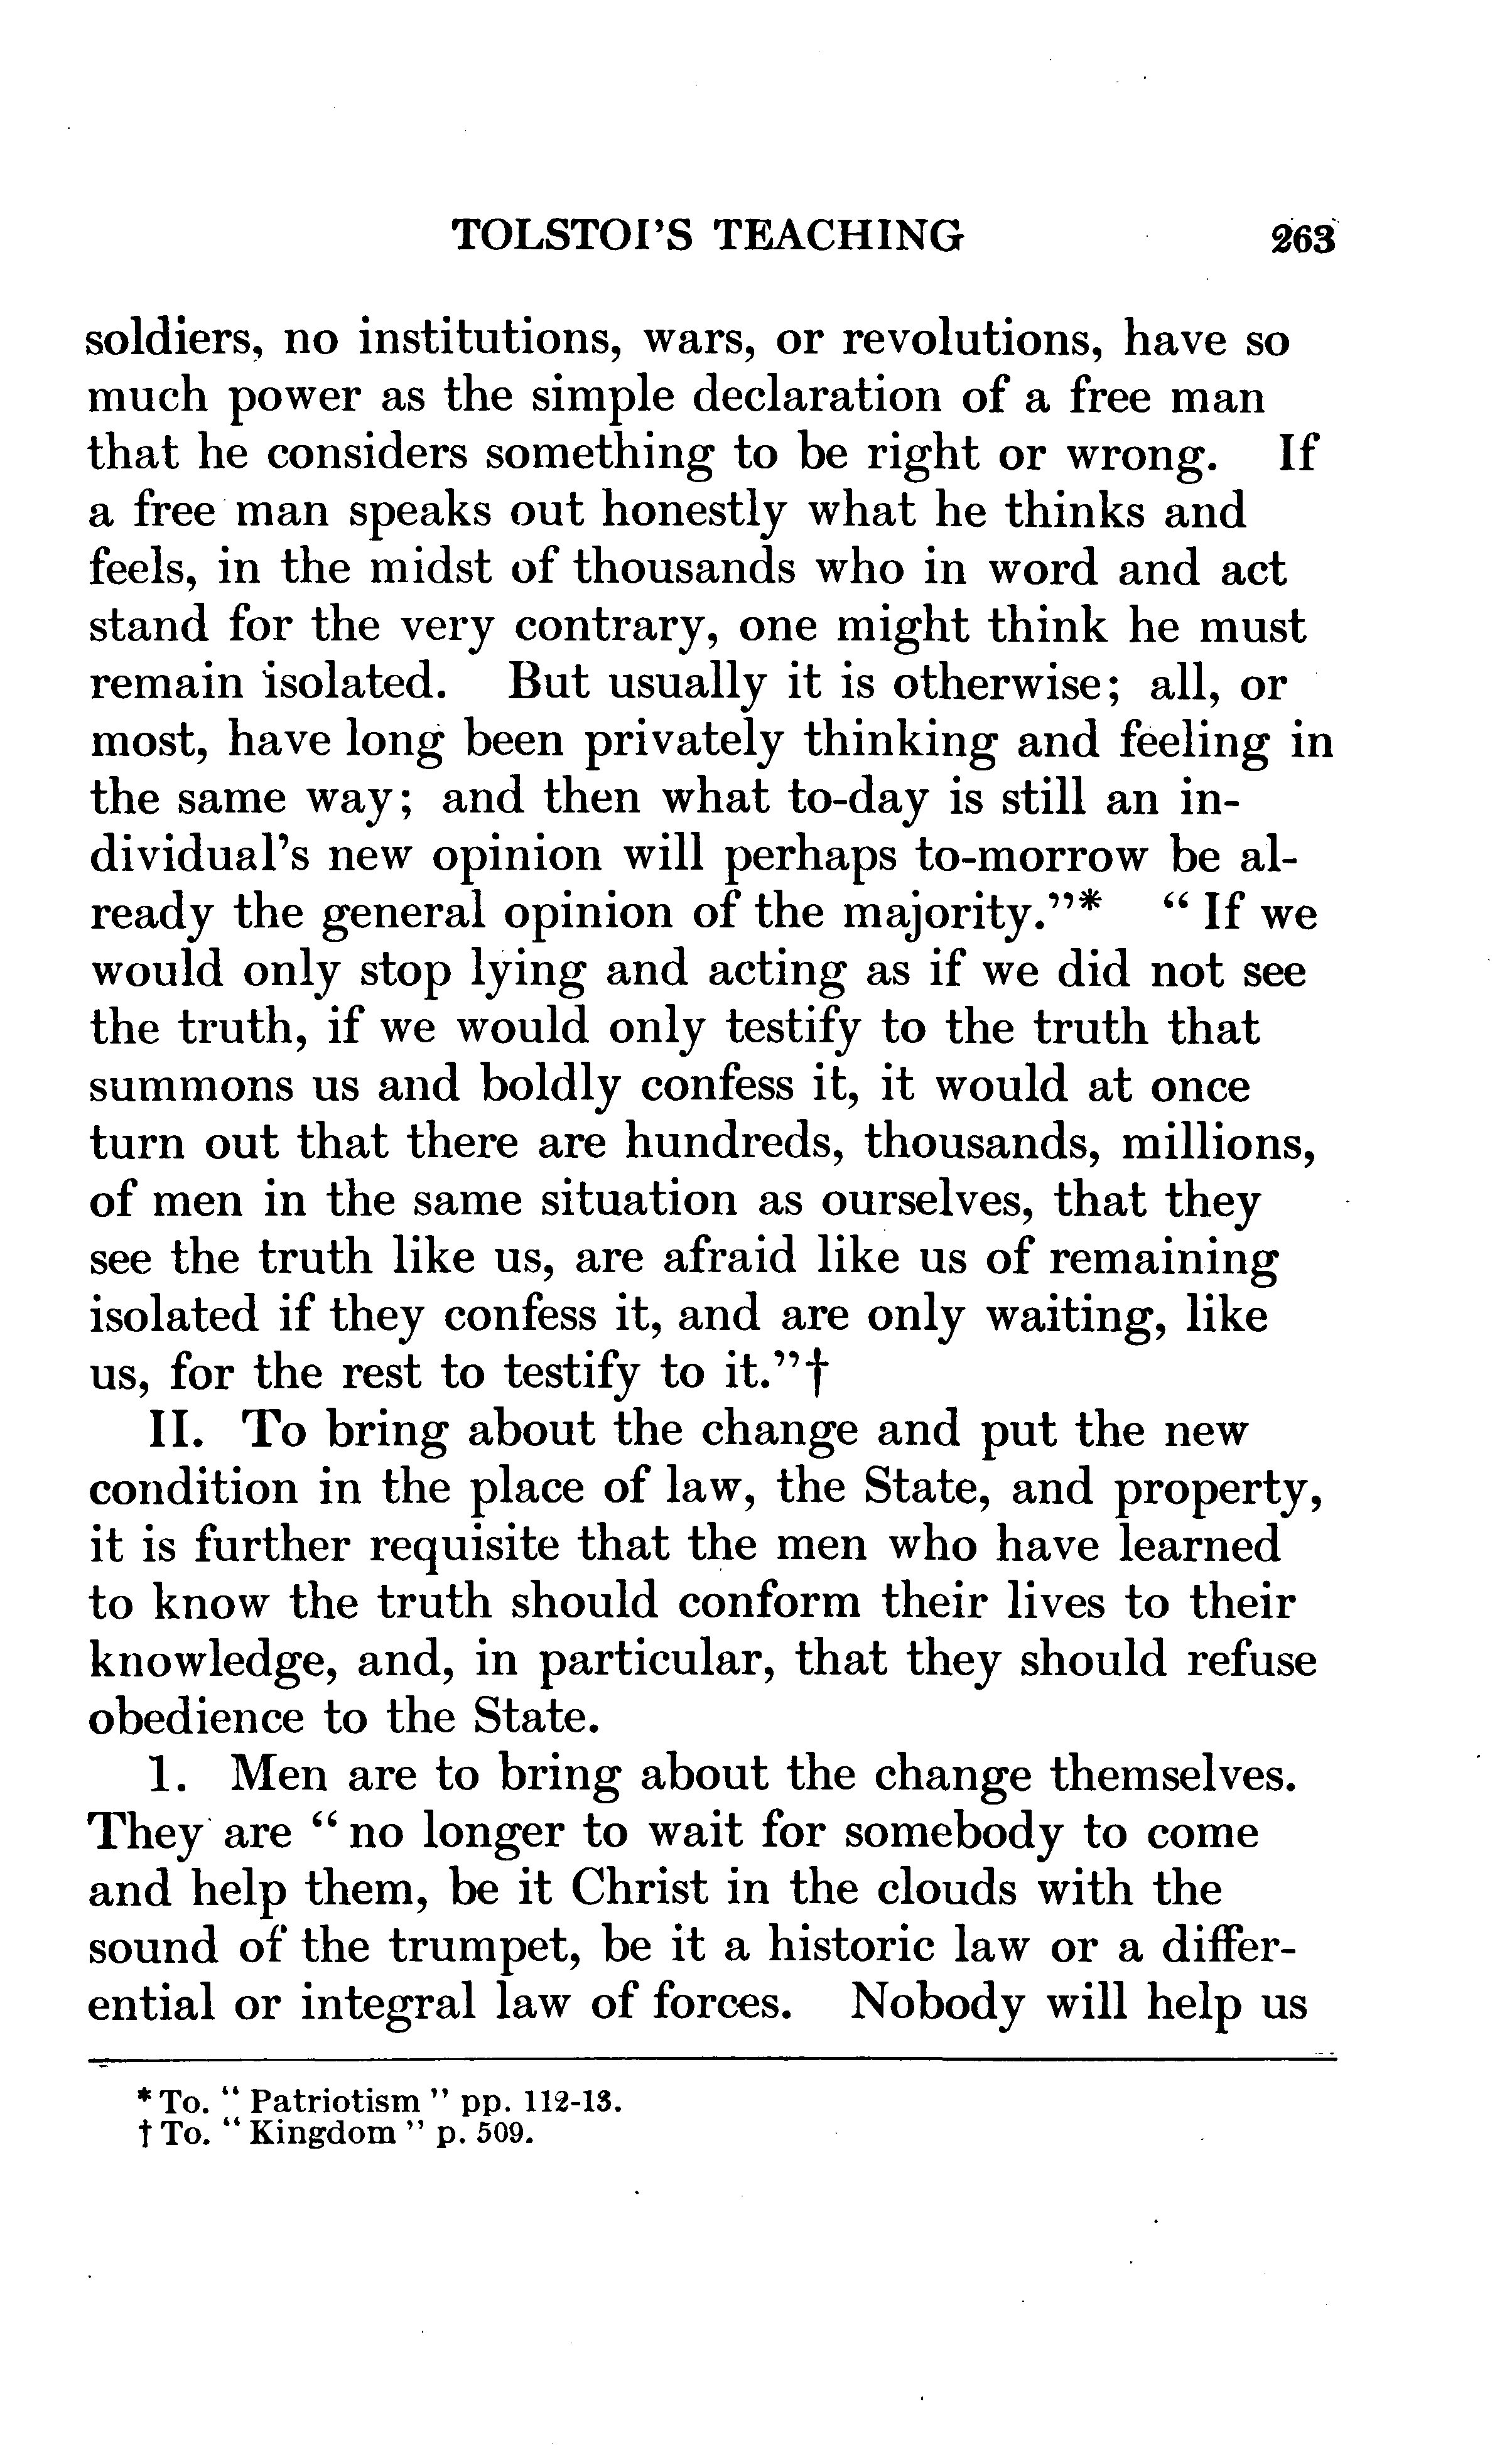 TOLSTOI'S TEACHING 263
soldiers, no institutions, wars, or revolutions, have so
much power as the simple declaration of a free man
that he considers something to be right or wrong. If
a free man speaks out honestly what he thinks and
feels, in the midst of thousands who in word and act
stand for the very contrary, one might think he must
remain isolated. But usually it is otherwise; all, or
most, have long been privately thinking and feeling in
the same way; and then what to-day is still an in-
dividual's new opinion will perhaps to-morrow be al-
ready the general opinion of the majority."* " If we
would only stop lying and acting as if we did not see
the truth, if we would only testify to the truth that
summons us and boldly confess it, it would at once
turn out that there are hundreds, thousands, millions,
of men in the same situation as ourselves, that they
see the truth like us, are afraid like us of remaining
isolated if they confess it, and are only waiting, like
us, for the rest to testify to it."†
II. To bring about the change and put the new
condition in the place of law, the State, and property,
it is further requisite that the men who have learned
to know the truth should conform their lives to their
knowledge, and, in particular, that they should refuse
obedience to the State.
1. Men are to bring about the change themselves.
They are " no longer to wait for somebody to come
and help them, be it Christ in the clouds with the
sound of the trumpet, be it a historic law or a differ-
ential or integral law of forces. Nobody will help us
* To. " Patriotism " pp. 112-13.
† To. " Kingdom " p. 509.